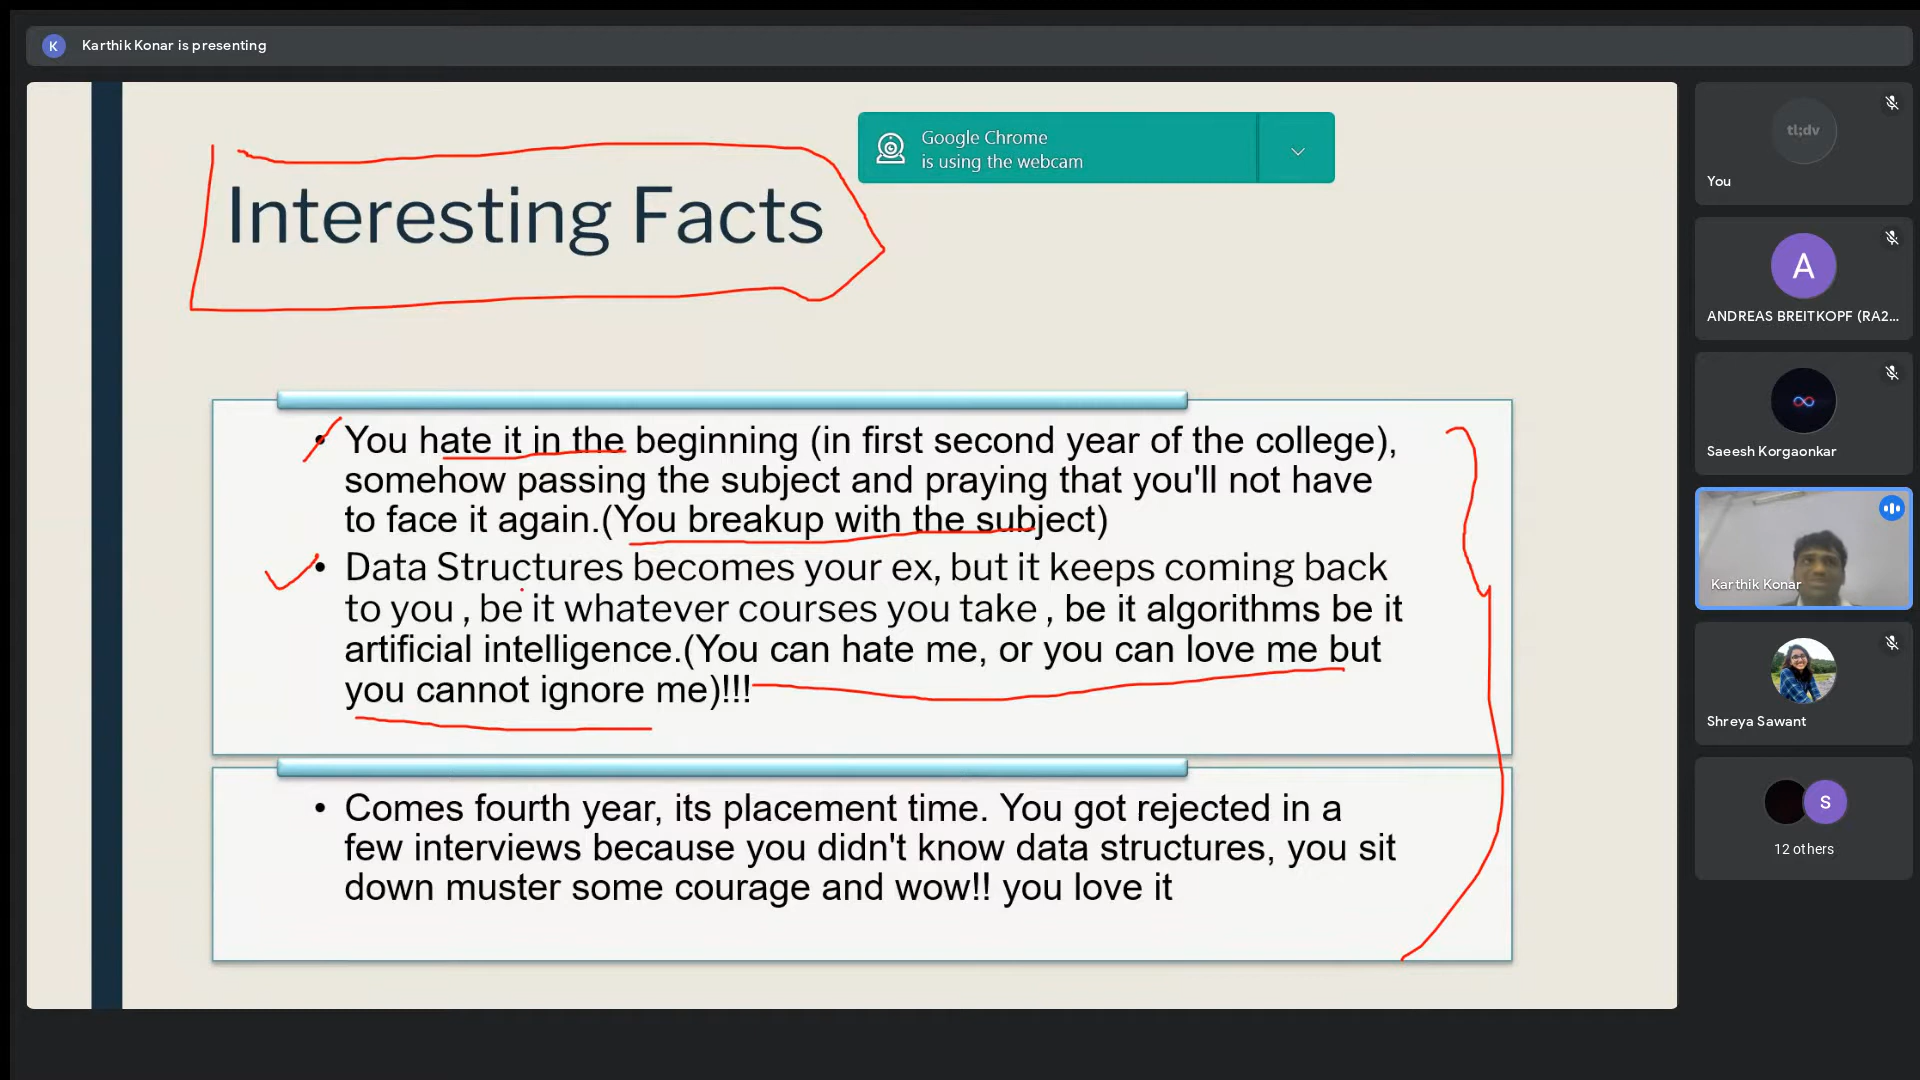 K Karthik Konar is presenting
Google Chrome
is using the webcam
Interesting Facts
• You hate it in the beginning (in first second year of the college),
somehow passing the subject and praying that you'll not have
to face it again.(You breakup with the subject)
• Data Structures becomes your ex, but it keeps coming back
to you , be it whatever courses you take , be it algorithms be it
artificial intelligence.(You can hate me, or you can love me but
you cannot ignore me)!!!
• Comes fourth year, its placement time. You got rejected in a
few interviews because you didn't know data structures, you sit
down muster some courage and wow!! you love it
tl;dv
You
A
ANDREAS BREITKOPF (RA2...
Saeesh Korgaonkar
Karthik Konar
Shreya Sawant
S
12 others